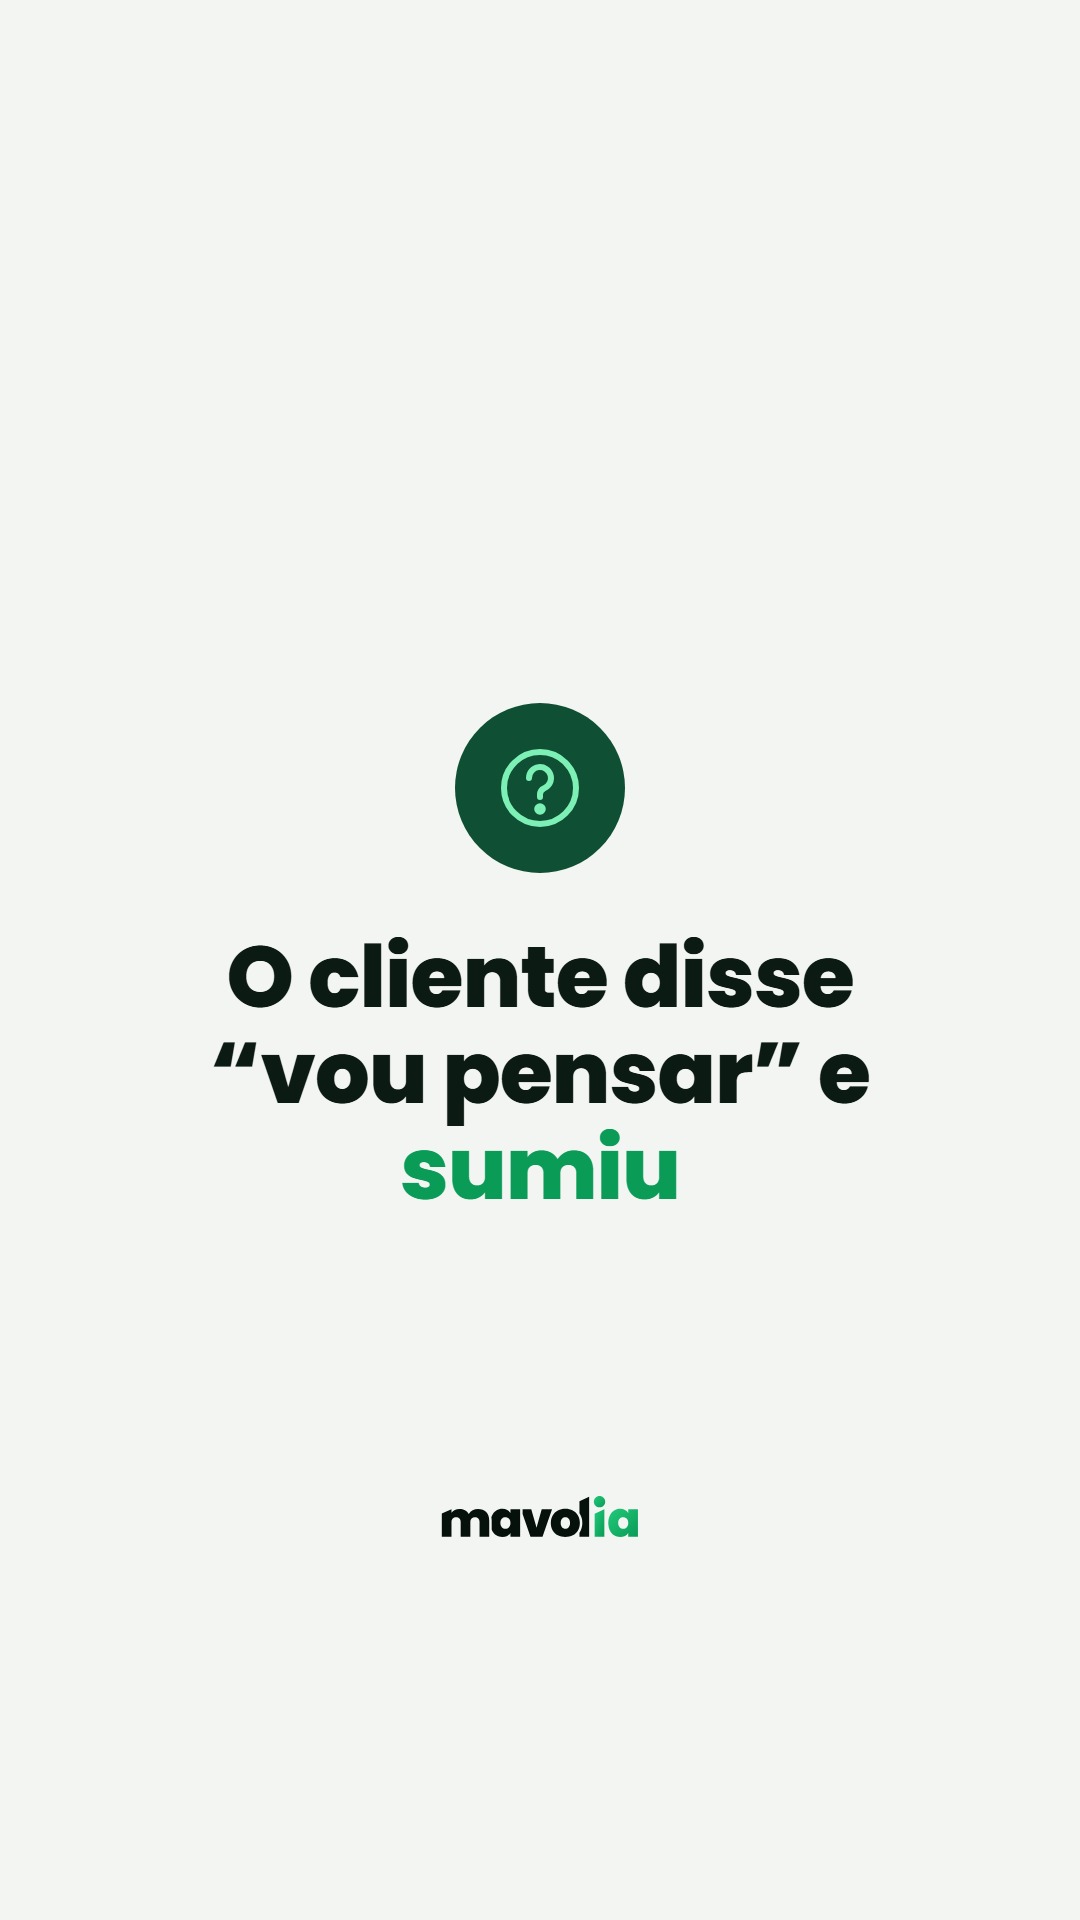 ?
O cliente disse
“vou pensar” e
sumiu
mavolia